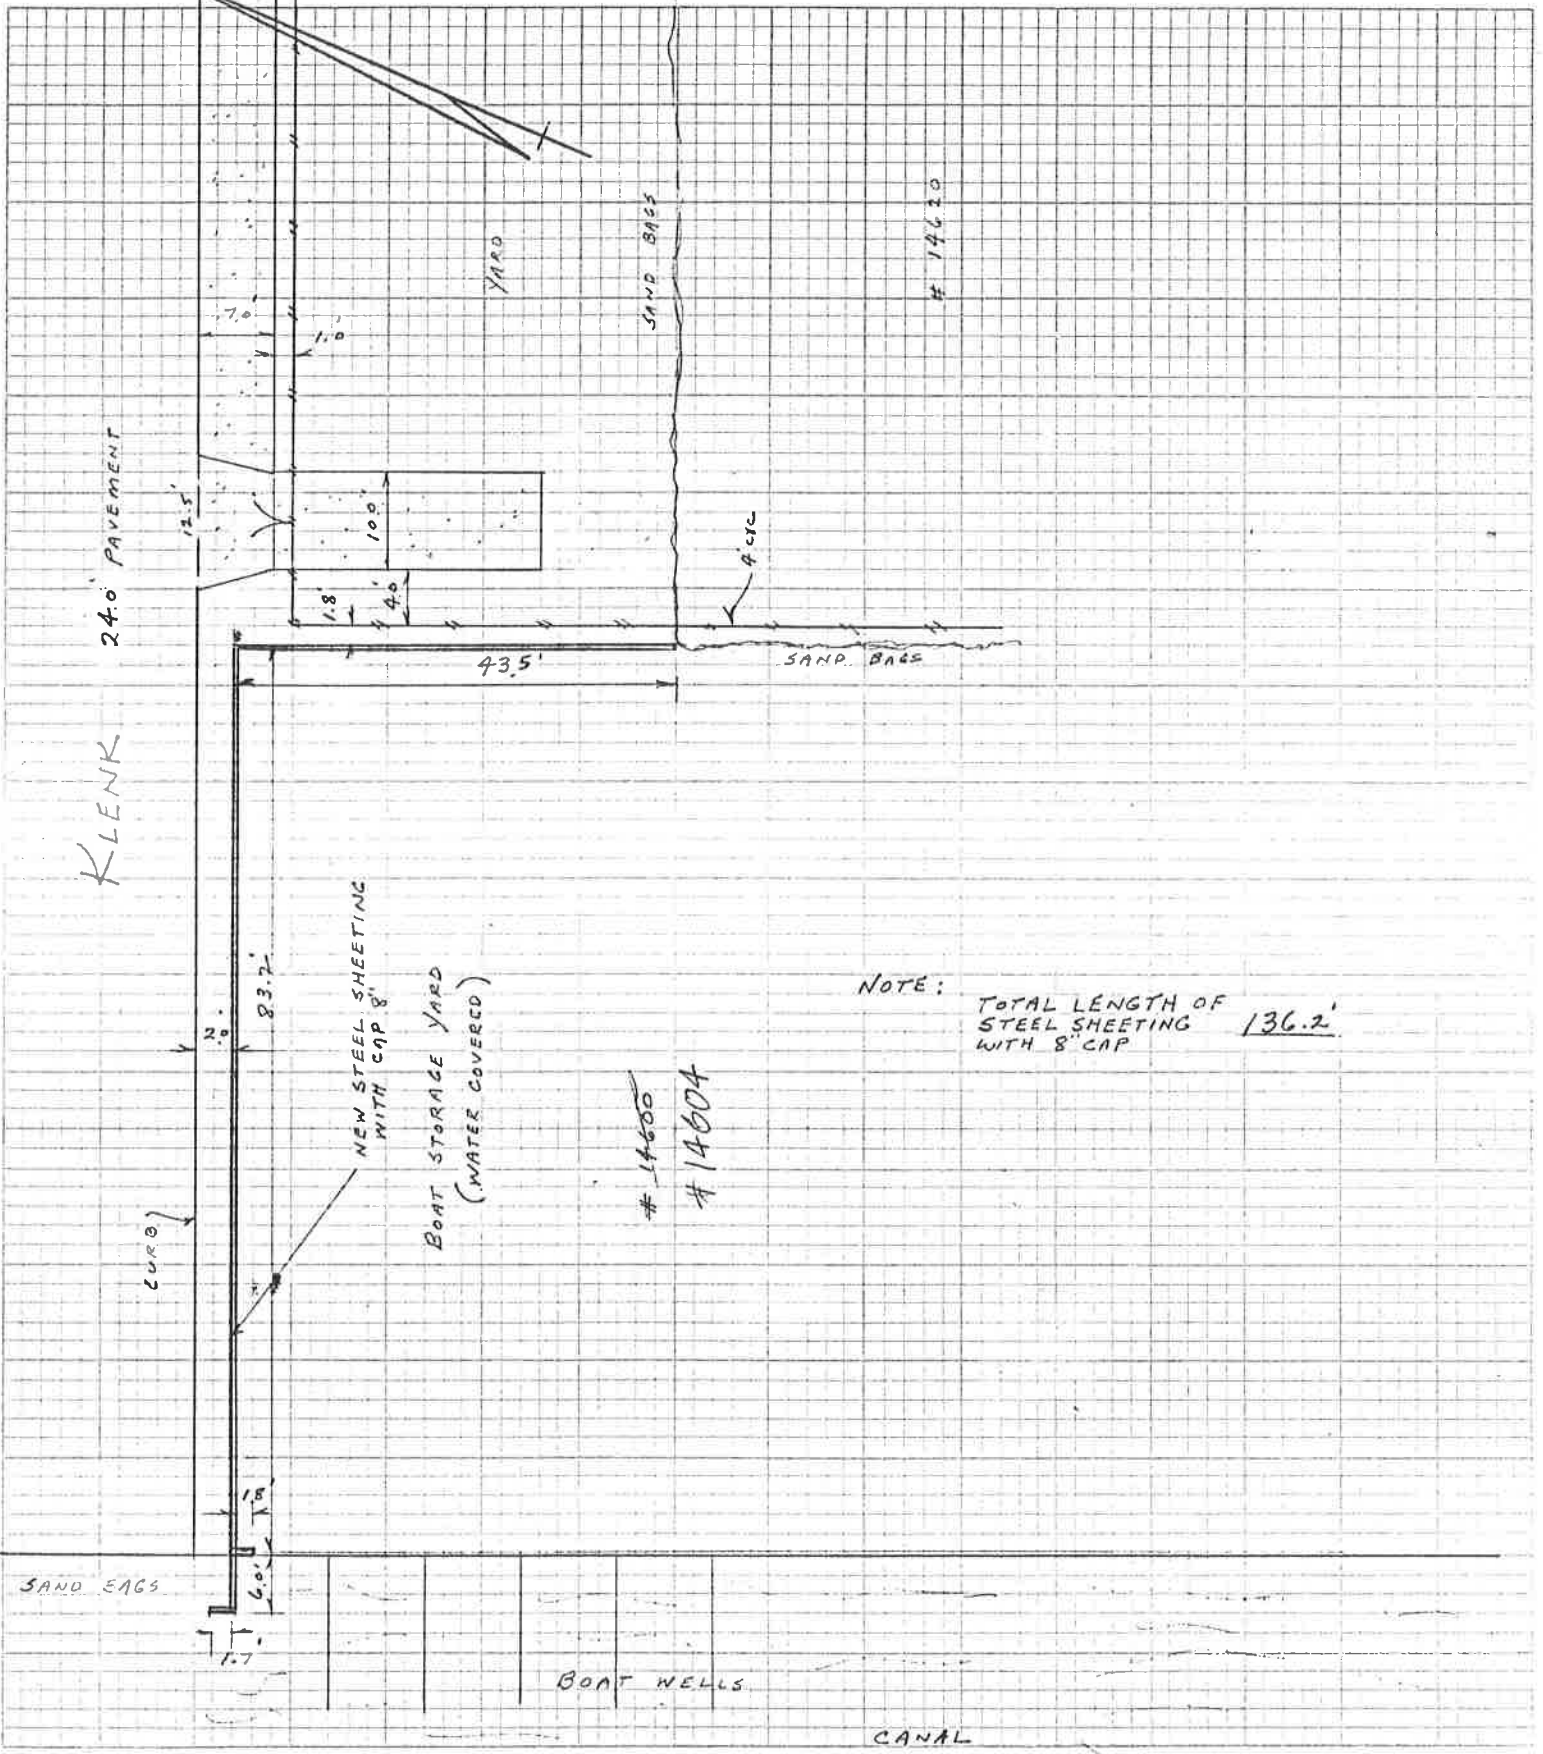 # 14620
SAND BAGS
YARD
7.0'
1.0'
24.0' PAVEMENT
12.5'
10.0'
1.8'
4.0'
4' CYC
43.5'
SAND BAGS
KLENK
2.0'
83.2'
NEW STEEL SHEETING
WITH CAP 8"
BOAT STORAGE YARD
(WATER COVERED)
NOTE:
TOTAL LENGTH OF
STEEL SHEETING 136.2'
WITH 8" CAP
# 14600
# 14604
CURB
1.8
SAND BAGS
6.0'
1.7'
BOAT WELLS
CANAL